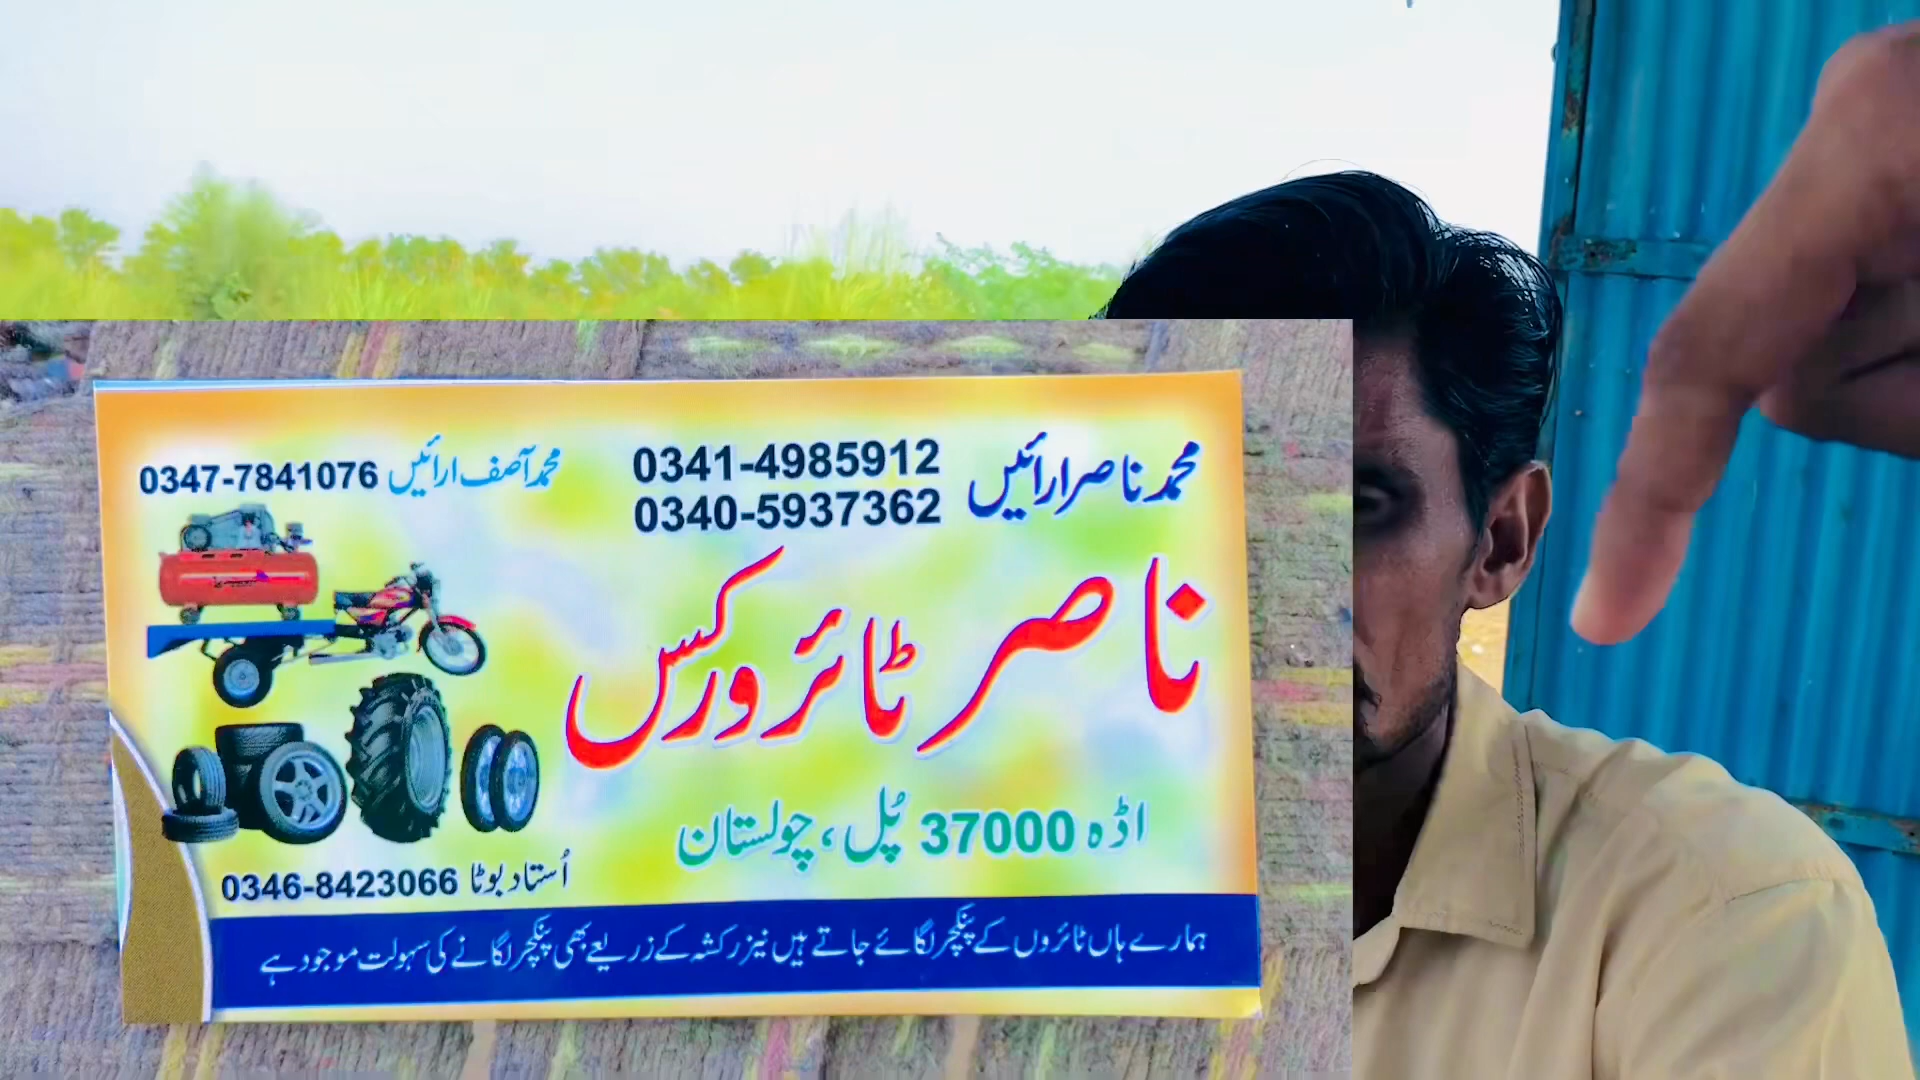 محمد ناصر ارائیں 0341-4985912
0340-5937362
محمد آصف ارائیں 0347-7841076
ناصر ٹائر ورکس
اڈہ 37000 پُل ، چولستان
اُستاد بوٹا 0346-8423066
ہمارے ہاں ٹائروں کے پنکچر لگائے جاتے ہیں نیز رکشہ کے زریعے بھی پنکچر لگانے کی سہولت موجود ہے